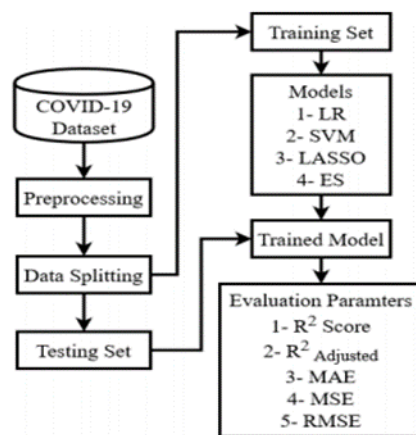 COVID-19
Dataset
Preprocessing
Data Splitting
Testing Set
Training Set
Models
1- LR
2- SVM
3- LASSO
4- ES
Trained Model
Evaluation Paramters
1- R² Score
2- R² Adjusted
3- MAE
4- MSE
5- RMSE